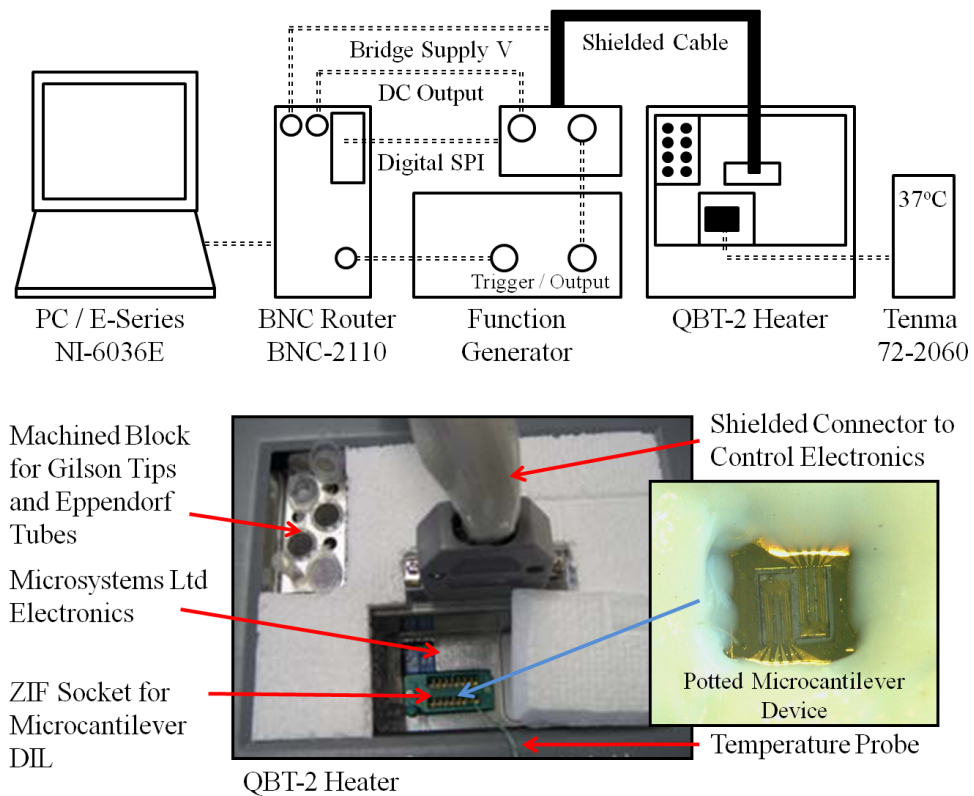 Bridge Supply V
Shielded Cable
DC Output
Digital SPI
37°C
Trigger / Output
PC / E-Series
NI-6036E
BNC Router
BNC-2110
Function
Generator
QBT-2 Heater
Tenma
72-2060
Machined Block
for Gilson Tips
and Eppendorf
Tubes
Microsystems Ltd
Electronics
ZIF Socket for
Microcantilever
DIL
Shielded Connector to
Control Electronics
Potted Microcantilever
Device
Temperature Probe
QBT-2 Heater